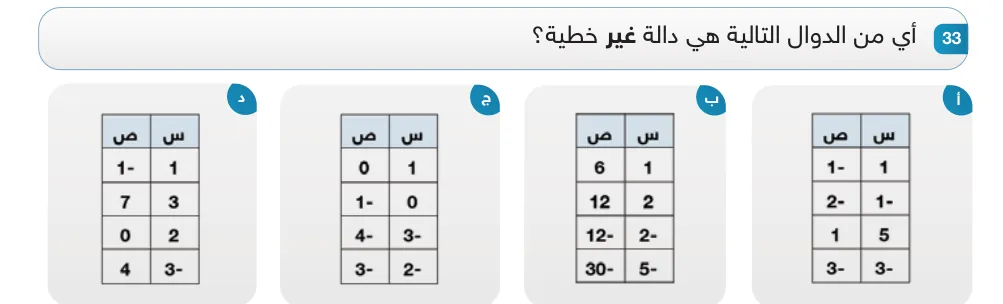 33 أي من الدوال التالية هي دالة غير خطية؟
أ
س ص
1 1-
1- 2-
5 1
3- 3-
ب
س ص
1 6
2 12
2- 12-
5- 30-
ج
س ص
1 0
0 1-
3- 4-
2- 3-
د
س ص
1 1-
3 7
2 0
3- 4